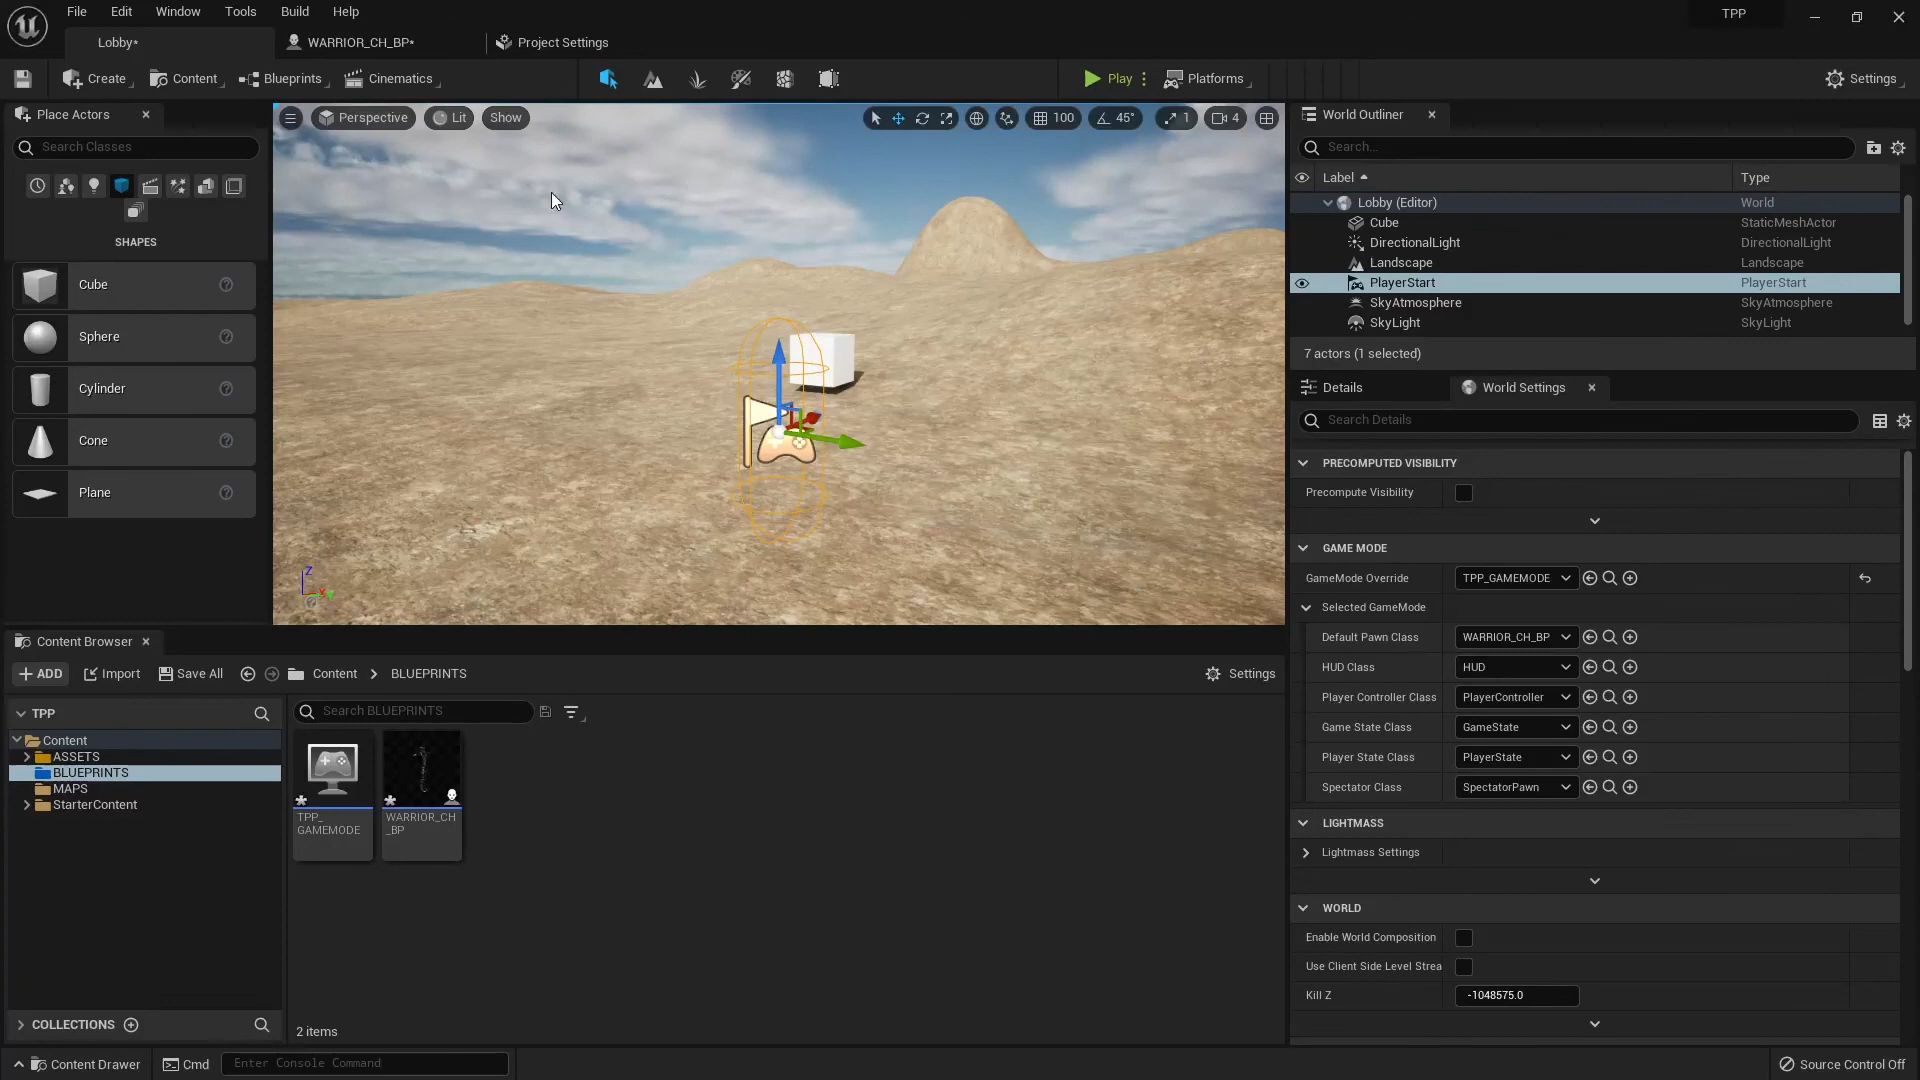 File Edit Window Tools Build Help
TPP
Lobby*
WARRIOR_CH_BP*
Project Settings
Create Content Blueprints Cinematics
Play Platforms
Settings
Place Actors
Search Classes
SHAPES
Cube
Sphere
Cylinder
Cone
Plane
Perspective Lit Show
100 45° 1 4
Z
World Outliner
Search...
Label Type
Lobby (Editor) World
Cube StaticMeshActor
DirectionalLight DirectionalLight
Landscape Landscape
PlayerStart PlayerStart
SkyAtmosphere SkyAtmosphere
SkyLight SkyLight
7 actors (1 selected)
Details World Settings
Search Details
PRECOMPUTED VISIBILITY
Precompute Visibility
GAME MODE
GameMode Override TPP_GAMEMODE
Selected GameMode
Default Pawn Class WARRIOR_CH_BP
HUD Class HUD
Player Controller Class PlayerController
Game State Class GameState
Player State Class PlayerState
Spectator Class SpectatorPawn
LIGHTMASS
Lightmass Settings
WORLD
Enable World Composition
Use Client Side Level Strea
Kill Z -1048575.0
Content Browser
ADD Import Save All Content BLUEPRINTS Settings
TPP
Content
ASSETS
BLUEPRINTS
MAPS
StarterContent
COLLECTIONS
Search BLUEPRINTS
TPP_
GAMEMODE
WARRIOR_CH
_BP
2 items
Content Drawer Cmd Enter Console Command Source Control Off